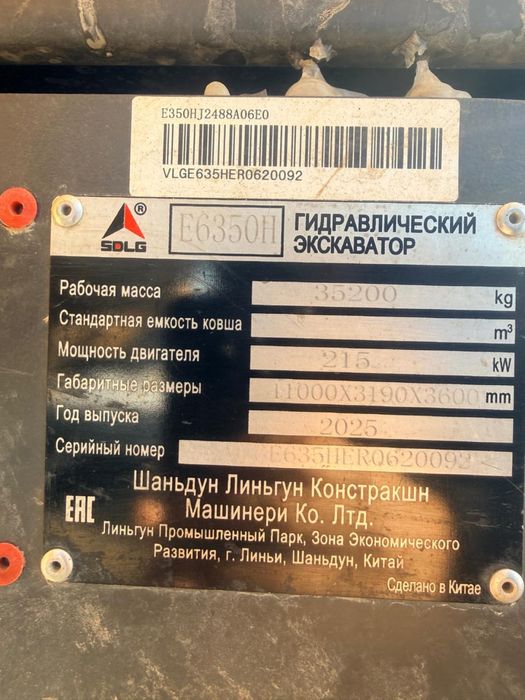 E350HJ2488A06E0
VLGE635HER0620092
SDLG ®
E6350H
ГИДРАВЛИЧЕСКИЙ
ЭКСКАВАТОР
Рабочая масса 35200 kg
Стандартная емкость ковша m³
Мощность двигателя 215 kW
Габаритные размеры 11000X3190X3600 mm
Год выпуска 2025
Серийный номер E635HER0620092
Шаньдун Линьгун Констракшн
Машинери Ко. Лтд.
EAC
Линьгун Промышленный Парк, Зона Экономического
Развития, г. Линьи, Шаньдун, Китай
Сделано в Китае